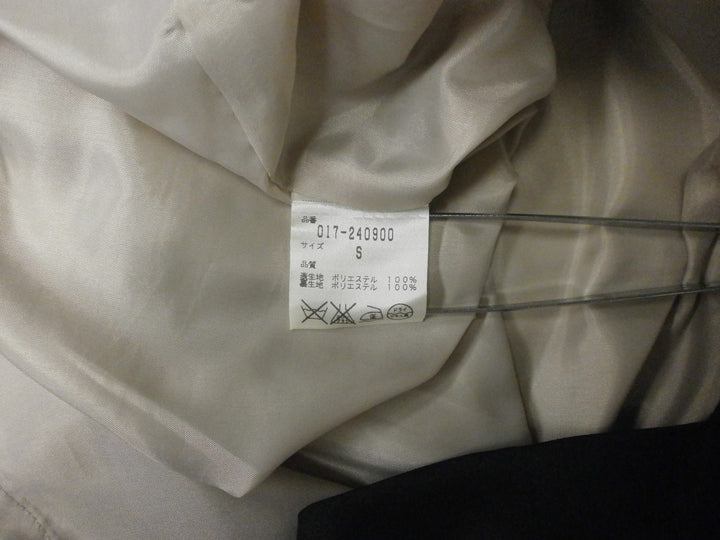 品番
017-240900
サイズ
S
品質
表生地 ポリエステル 100%
裏生地 ポリエステル 100%